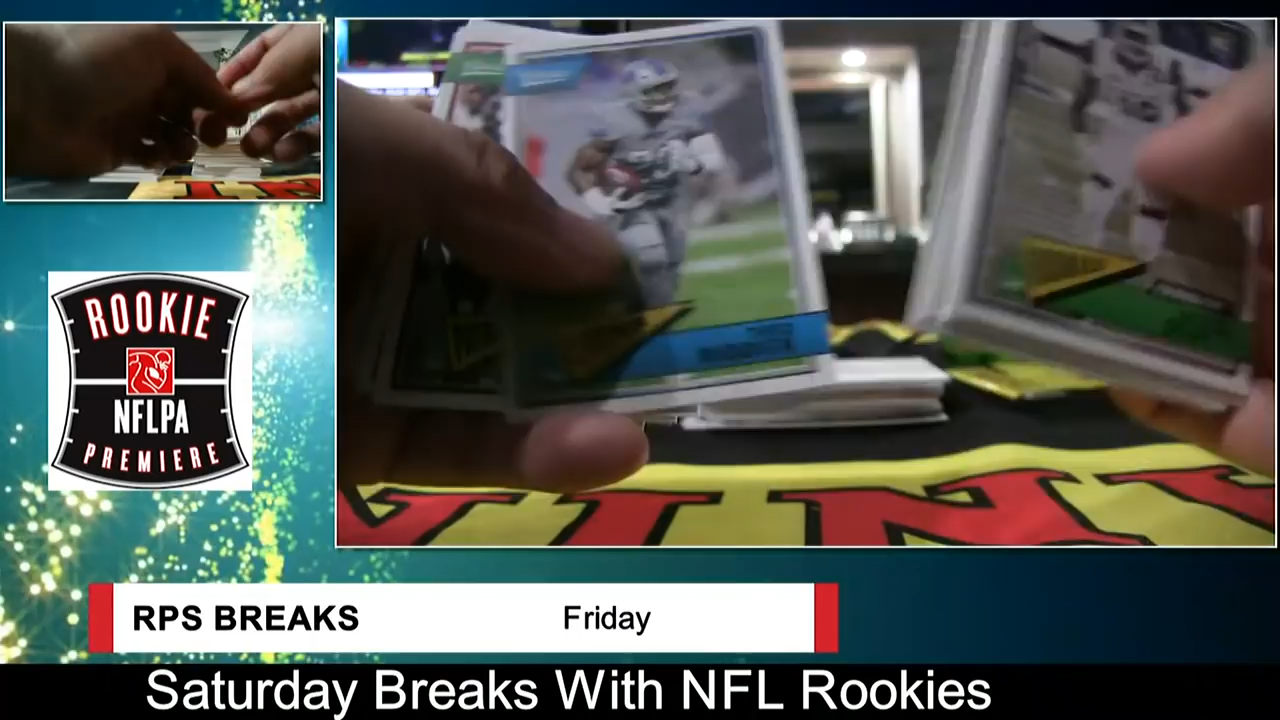 ROOKIE
NFLPA
PREMIERE
RPS BREAKS
Friday
Saturday Breaks With NFL Rookies